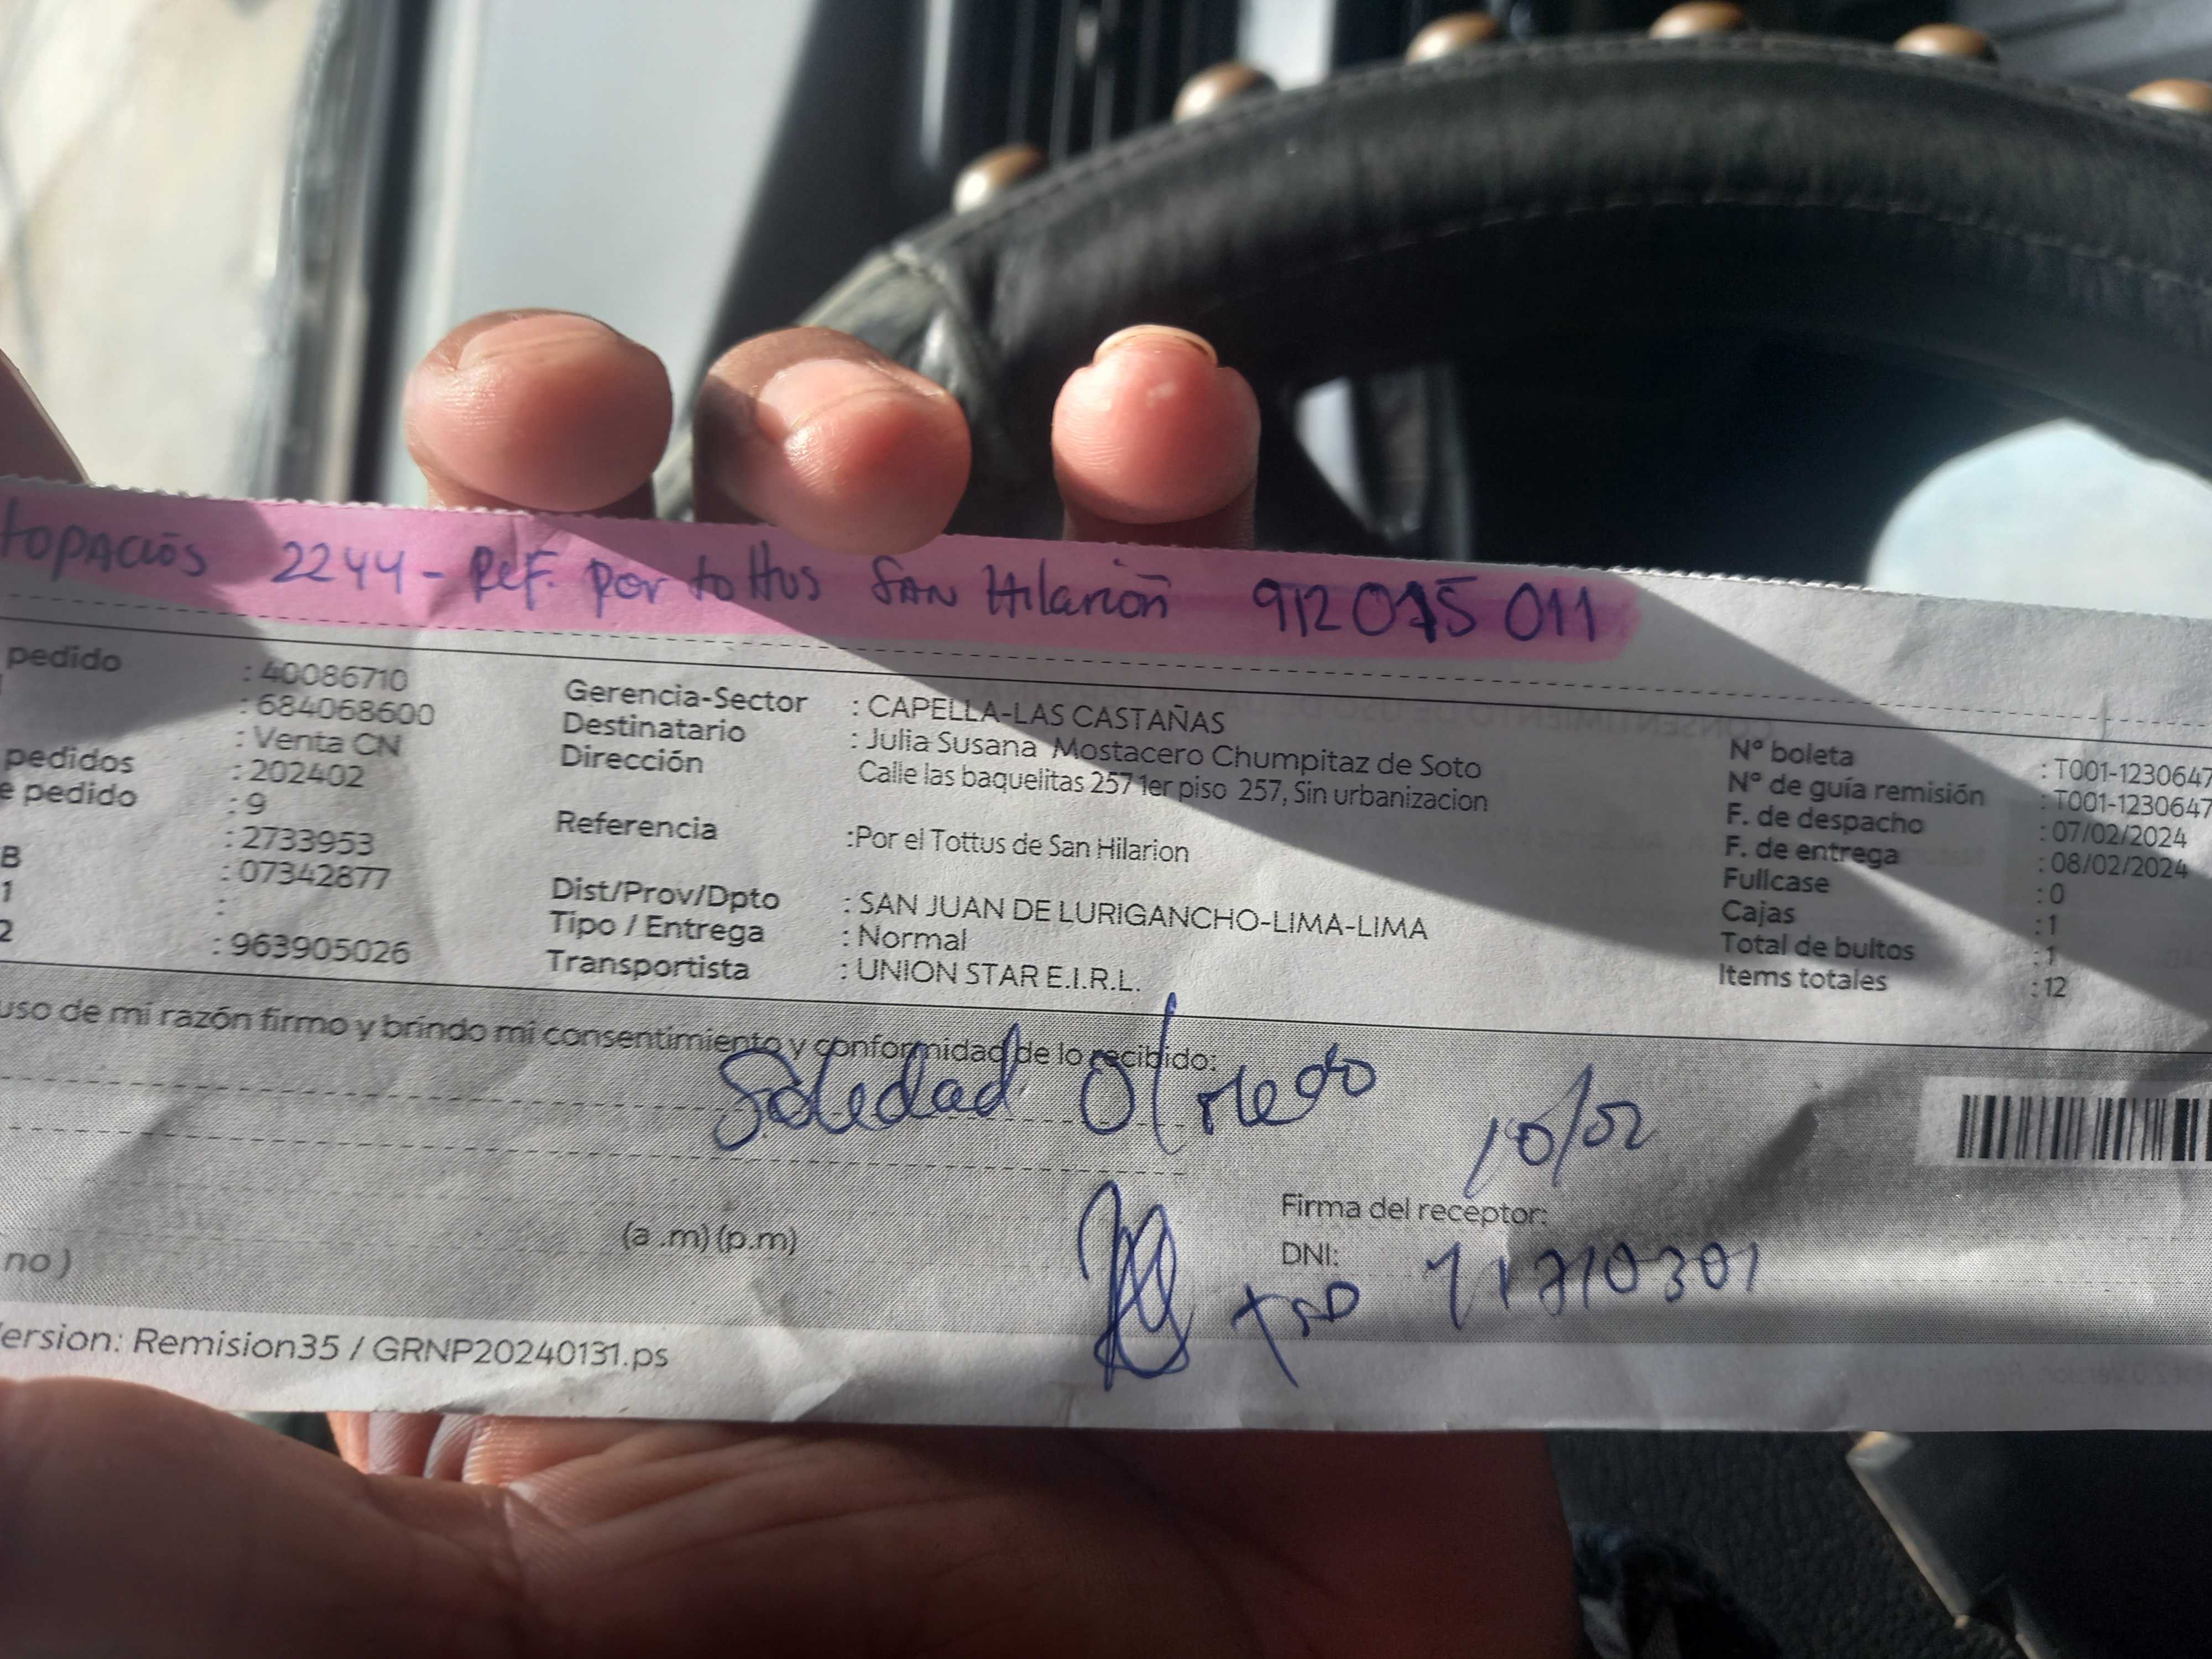 topacios 2244 - Ref. por tottus SAN Hilarión 912 075 011
pedido : 40086710
: 684068600
: Venta CN
pedidos : 202402
e pedido : 9
: 2733953
B : 07342877
1 :
2 : 963905026
Gerencia-Sector : CAPELLA-LAS CASTAÑAS
Destinatario : Julia Susana Mostacero Chumpitaz de Soto
Dirección Calle las baquelitas 257 1er piso 257, Sin urbanizacion
Referencia :Por el Tottus de San Hilarion
Dist/Prov/Dpto : SAN JUAN DE LURIGANCHO-LIMA-LIMA
Tipo / Entrega : Normal
Transportista : UNION STAR E.I.R.L.
Nº boleta : T001-1230647
Nº de guía remisión : T001-1230647
F. de despacho : 07/02/2024
F. de entrega : 08/02/2024
Fullcase : 0
Cajas : 1
Total de bultos : 1
Items totales : 12
uso de mi razón firmo y brindo mi consentimiento y conformidad de lo recibido:
Soledad Olmedo
10/02
(a .m) (p.m)
Firma del receptor:
DNI: 71710301
no )
ersion: Remision35 / GRNP20240131.ps